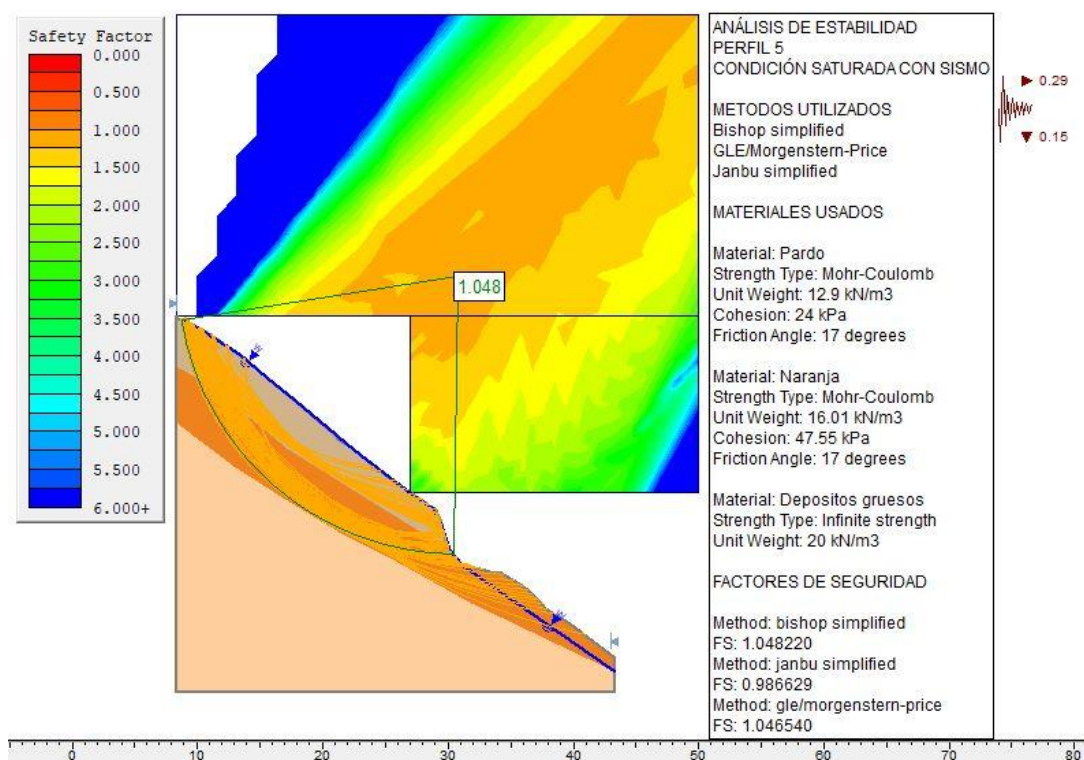 Safety Factor
0.000
0.500
1.000
1.500
2.000
2.500
3.000
3.500
4.000
4.500
5.000
5.500
6.000+
1.048
ANÁLISIS DE ESTABILIDAD
PERFIL 5
CONDICIÓN SATURADA CON SISMO
METODOS UTILIZADOS
Bishop simplified
GLE/Morgenstern-Price
Janbu simplified
MATERIALES USADOS
Material: Pardo
Strength Type: Mohr-Coulomb
Unit Weight: 12.9 kN/m3
Cohesion: 24 kPa
Friction Angle: 17 degrees
Material: Naranja
Strength Type: Mohr-Coulomb
Unit Weight: 16.01 kN/m3
Cohesion: 47.55 kPa
Friction Angle: 17 degrees
Material: Depositos gruesos
Strength Type: Infinite strength
Unit Weight: 20 kN/m3
FACTORES DE SEGURIDAD
Method: bishop simplified
FS: 1.048220
Method: janbu simplified
FS: 0.986629
Method: gle/morgenstern-price
FS: 1.046540
0.29
0.15
0 10 20 30 40 50 60 70 80